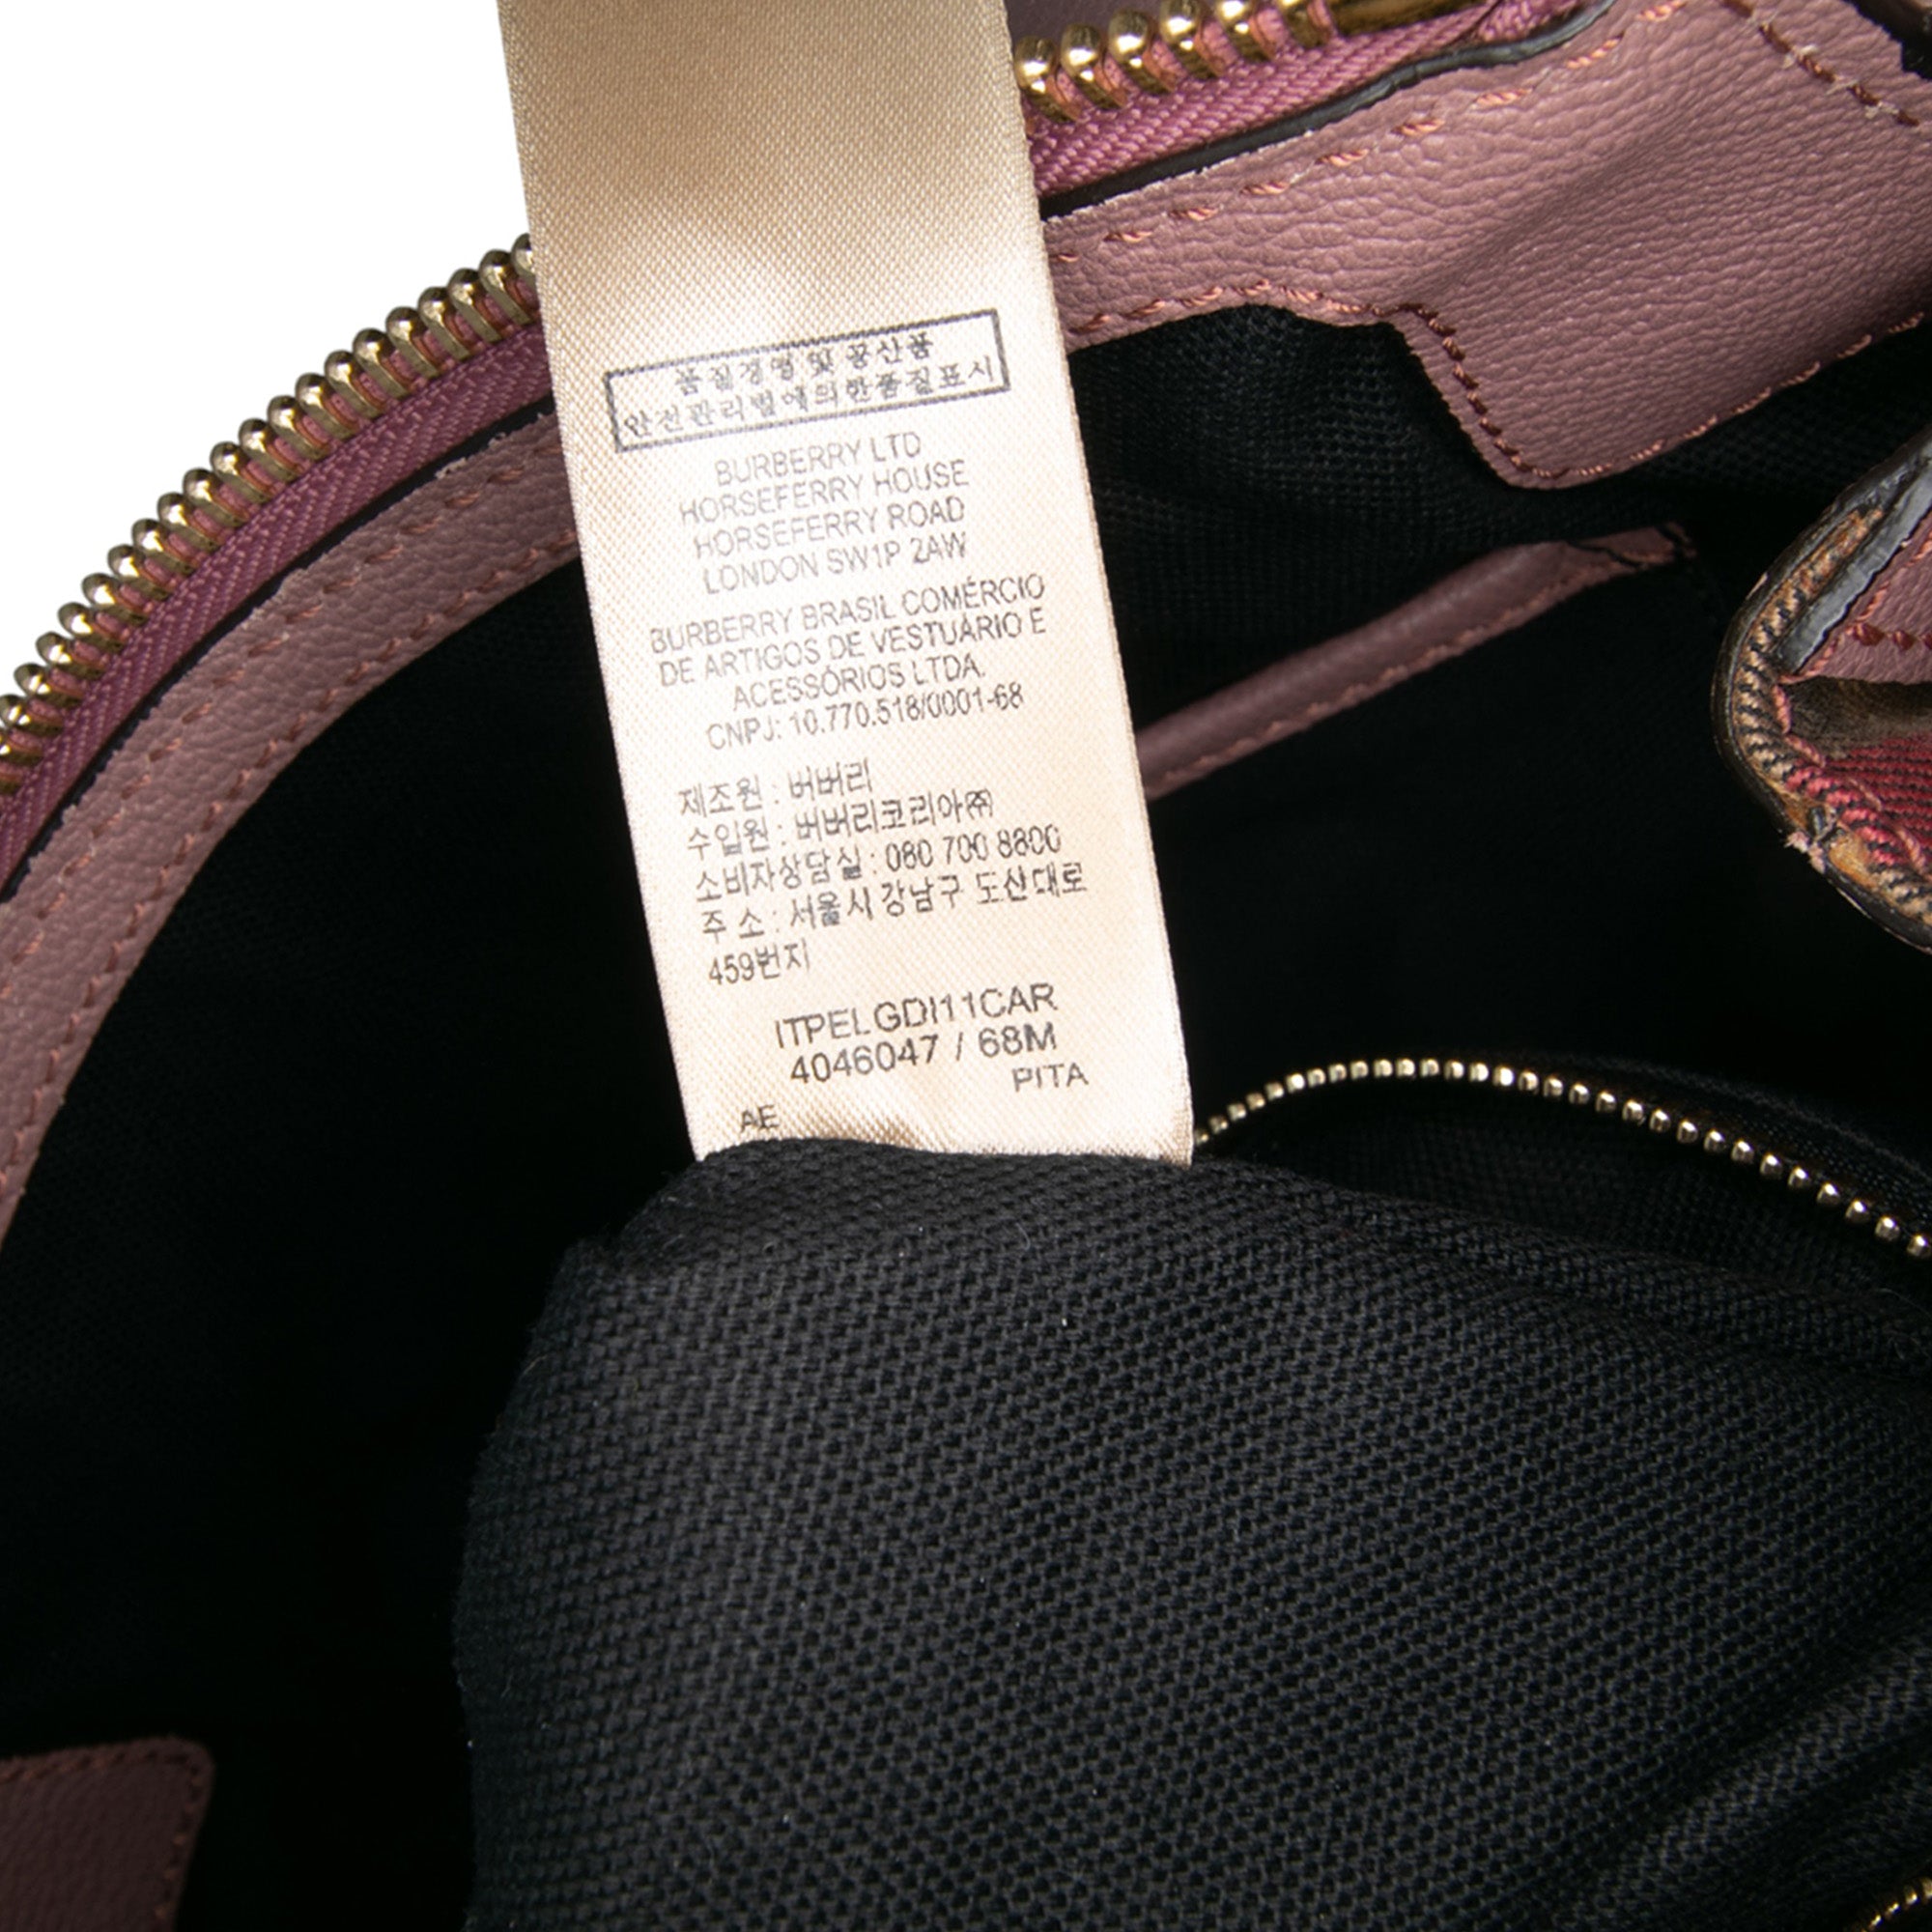 품질경영 및 공산품
안전관리법에의한품질표시
BURBERRY LTD
HORSEFERRY HOUSE
HORSEFERRY ROAD
LONDON SW1P 2AW
BURBERRY BRASIL COMÉRCIO
DE ARTIGOS DE VESTUÁRIO E
ACESSÓRIOS LTDA.
CNPJ: 10.770.518/0001-68
제조원 : 버버리
수입원 : 버버리코리아㈜
소비자상담실 : 080 700 8800
주 소 : 서울시 강남구 도산대로
459번지
ITPELGDI11CAR
4046047 / 68M
PITA
AE